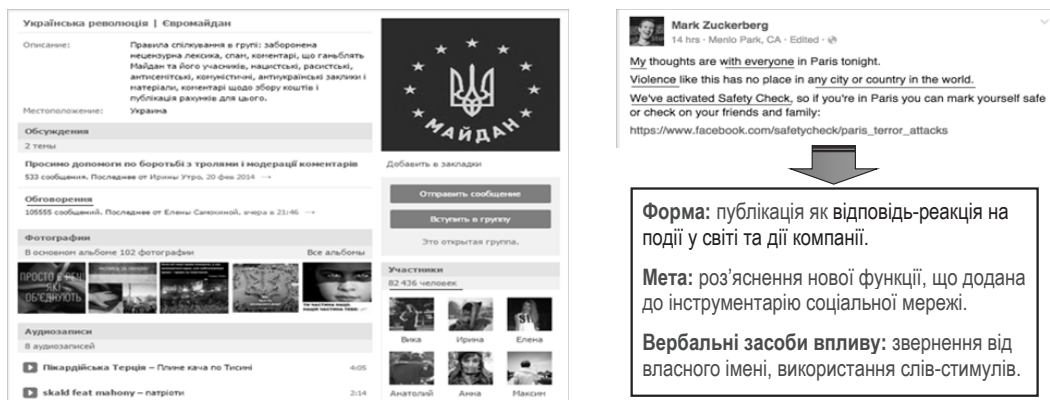 Українська революція | Євромайдан
Описание:
Правила спілкування в групі: заборонена
нецензурна лексика, спам, коментарі, що ганьблять
Майдан та його учасників, нацистські, расистські,
антисемітські, комуністичні, антиукраїнські заклики і
матеріали, коментарі щодо збору коштів і
публікація рахунків для цього.
Местоположение: Украина
Обсуждения
2 темы
Просимо допомоги по боротьбі з тролями і модерації коментарів
533 сообщения. Последнее от Ирины Утро, 20 фев 2014 →
Обговорення
105555 сообщений. Последнее от Елены Самохиной, вчера в 21:46 →
Фотографии
В основном альбоме 102 фотографии Все альбомы
ПРОСТО Є РЕЧІ,
ЯКІ
ОБ'ЄДНУЮТЬ
Аудиозаписи
8 аудиозаписей
Пікардійська Терція – Плине кача по Тисині 4:05
skald feat mahony – патріоти 2:14
МАЙДАН
Добавить в закладки
Отправить сообщение
Вступить в группу
Это открытая группа.
Участники
82 436 человек
Вика Ирина Елена
Анатолий Анна Максим
Mark Zuckerberg
14 hrs · Menlo Park, CA · Edited ·
My thoughts are with everyone in Paris tonight.
Violence like this has no place in any city or country in the world.
We've activated Safety Check, so if you're in Paris you can mark yourself safe
or check on your friends and family:
https://www.facebook.com/safetycheck/paris_terror_attacks
Форма: публікація як відповідь-реакція на
події у світі та дії компанії.
Мета: роз’яснення нової функції, що додана
до інструментарію соціальної мережі.
Вербальні засоби впливу: звернення від
власного імені, використання слів-стимулів.